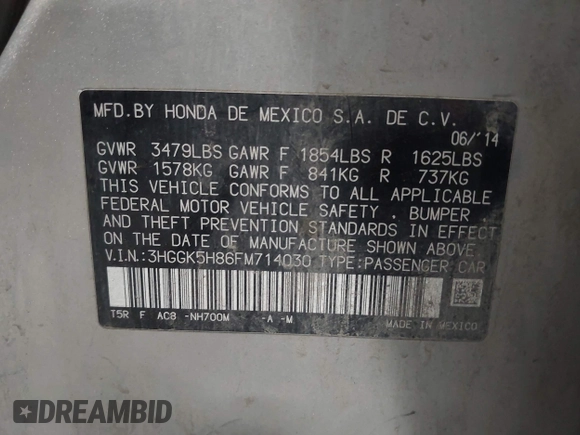 MFD.BY HONDA DE MEXICO S.A. DE C.V.
06/'14
GVWR 3479LBS GAWR F 1854LBS R 1625LBS
GVWR 1578KG GAWR F 841KG R 737KG
THIS VEHICLE CONFORMS TO ALL APPLICABLE
FEDERAL MOTOR VEHICLE SAFETY , BUMPER ,
AND THEFT PREVENTION STANDARDS IN EFFECT
ON THE DATE OF MANUFACTURE SHOWN ABOVE.
V.I.N.:3HGGK5H86FM714030 TYPE:PASSENGER CAR
T5R F AC8 -NH700M -A -M
MADE IN MEXICO
DREAMBID